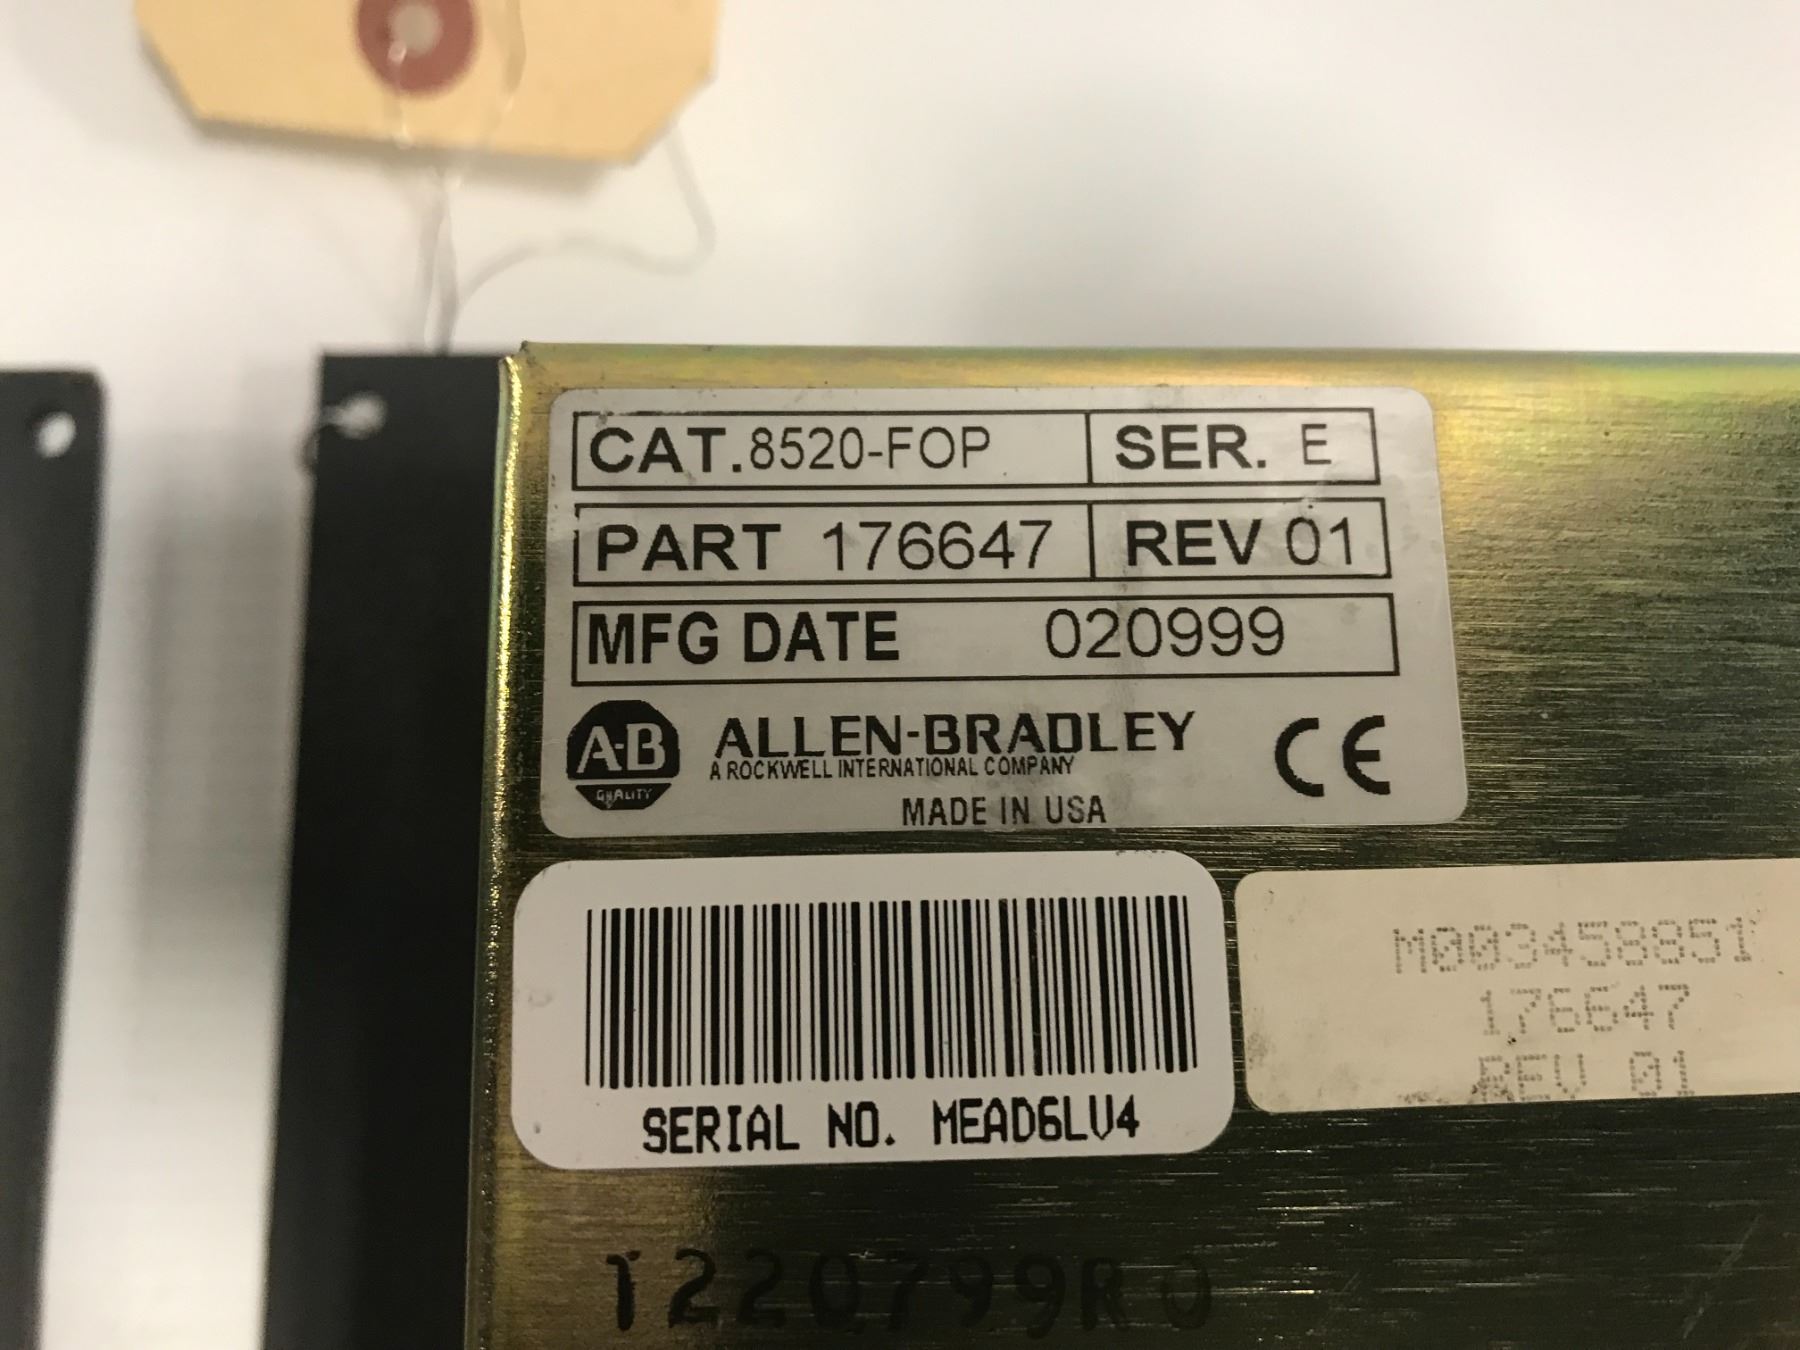 CAT. 8520-FOP SER. E
PART 176647 REV 01
MFG DATE 020999
A-B
QUALITY
ALLEN-BRADLEY
A ROCKWELL INTERNATIONAL COMPANY
MADE IN USA
CE
M003458851
176647
REV 01
SERIAL NO. MEAD6LV4
T220799R0